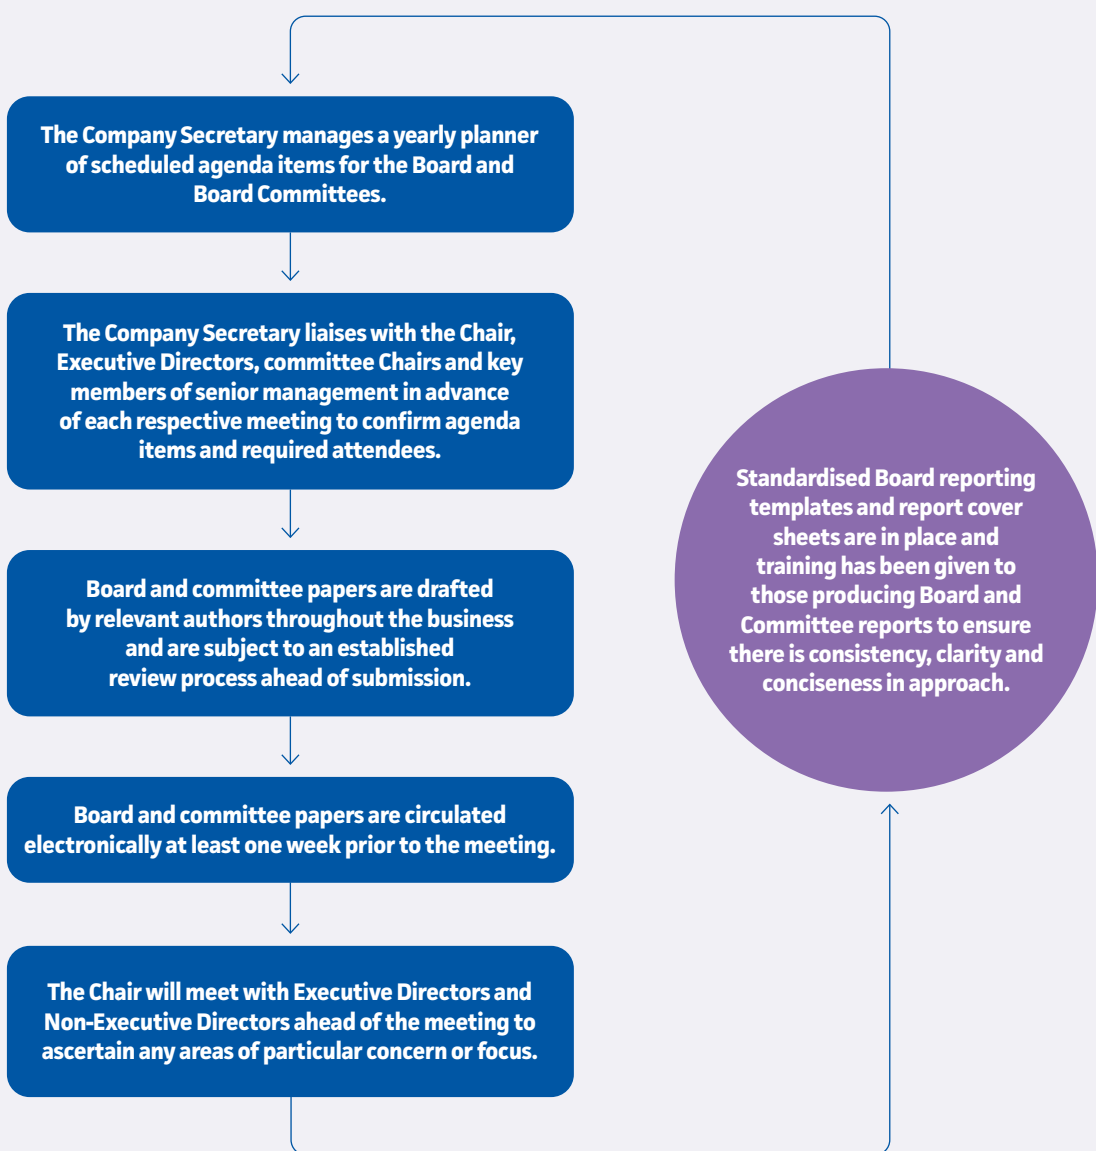 The Company Secretary manages a yearly planner
of scheduled agenda items for the Board and
Board Committees.
The Company Secretary liaises with the Chair,
Executive Directors, committee Chairs and key
members of senior management in advance
of each respective meeting to confirm agenda
items and required attendees.
Board and committee papers are drafted
by relevant authors throughout the business
and are subject to an established
review process ahead of submission.
Board and committee papers are circulated
electronically at least one week prior to the meeting.
The Chair will meet with Executive Directors and
Non-Executive Directors ahead of the meeting to
ascertain any areas of particular concern or focus.
Standardised Board reporting
templates and report cover
sheets are in place and
training has been given to
those producing Board and
Committee reports to ensure
there is consistency, clarity and
conciseness in approach.